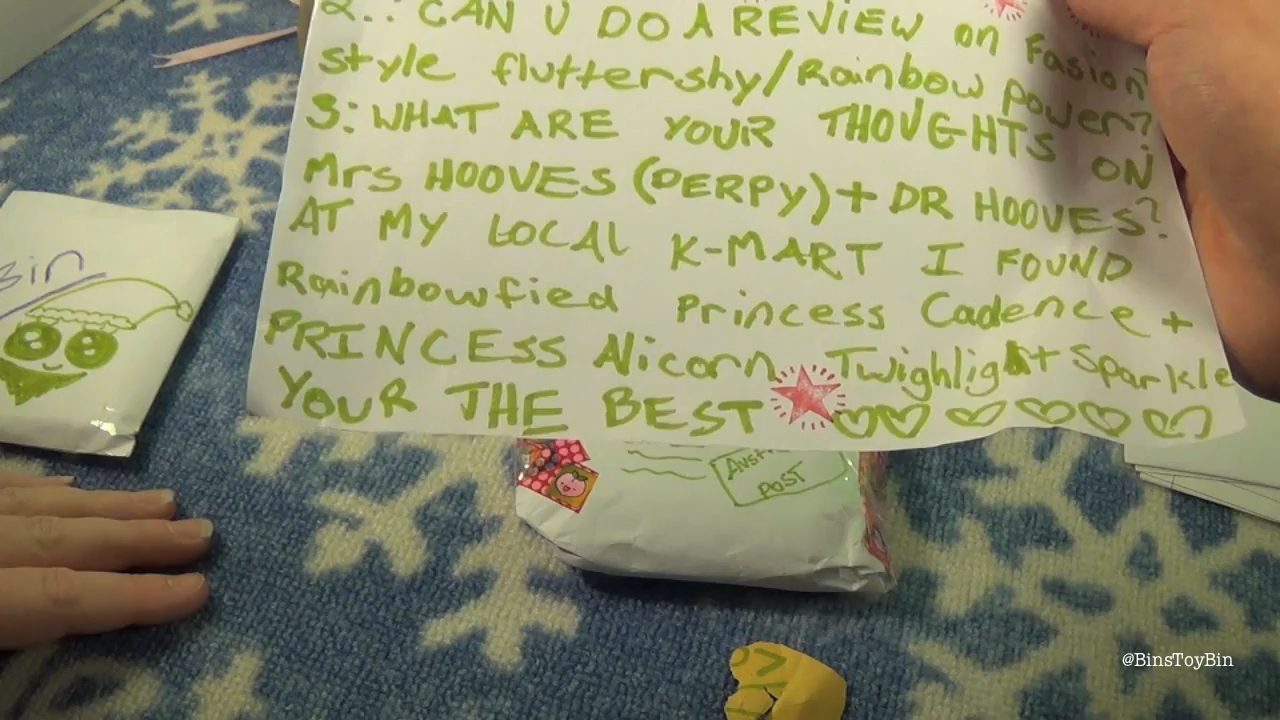 2.: CAN U DO A REVIEW on Fasion?
style fluttershy/Rainbow power?
3: WHAT ARE YOUR THOUGHTS ON
Mrs HOOVES (DERPY) + DR HOOVES?
AT MY LOCAL K-MART I FOUND
Rainbowfied Princess Cadence +
PRINCESS Alicorn Twighlight Sparkle
YOUR THE BEST
Bin
POST
@BinsToyBin